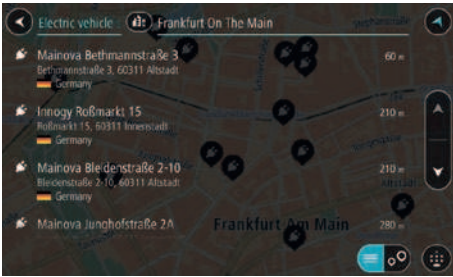 Electric vehicle Frankfurt On The Main
Mainova Bethmannstraße 3 60 m
Bethmannstraße 3, 60311 Altstadt
Germany
Innogy Roßmarkt 15 210 m
Roßmarkt 15, 60311 Innenstadt
Germany
Mainova Bleidenstraße 2-10 210 m
Bleidenstraße 2-10, 60311 Altstadt
Germany
Mainova Junghofstraße 2A 280 m
Frankfurt Am Main